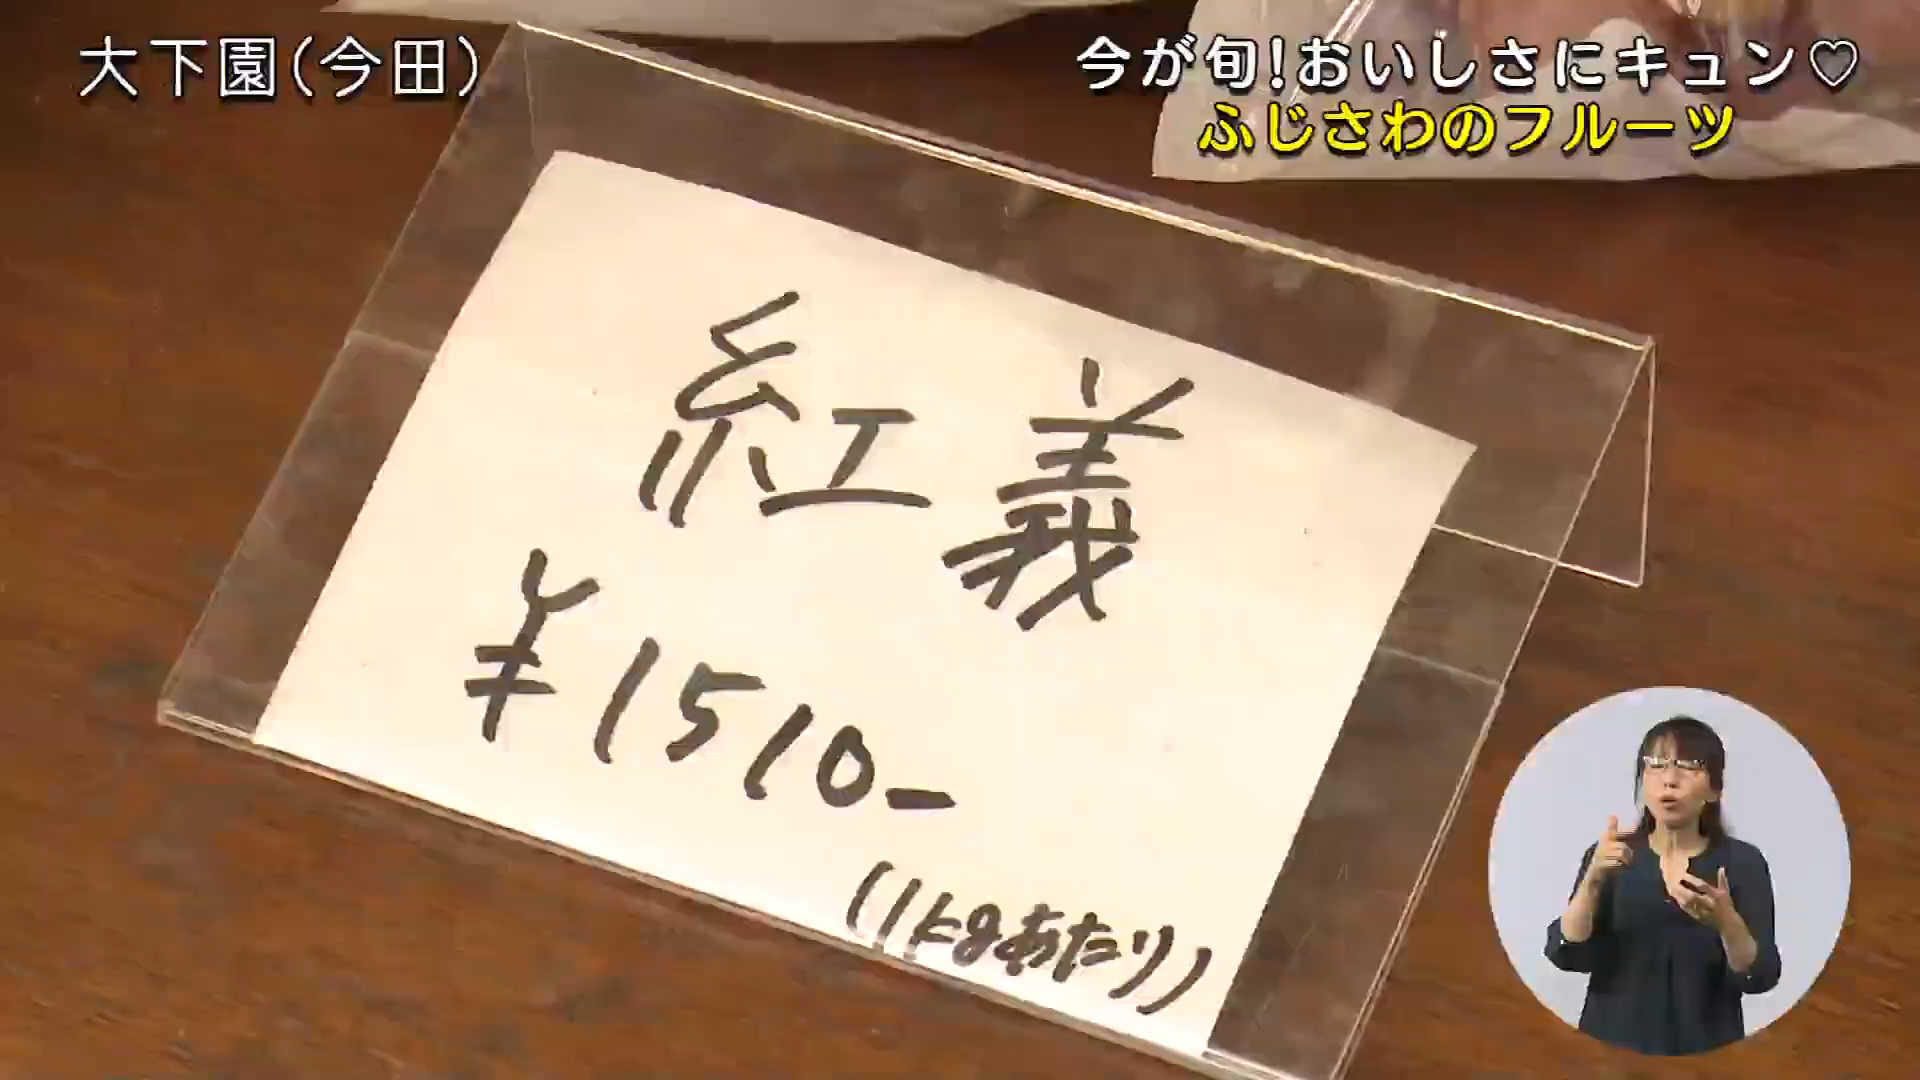 大下園(今田)
今が旬!おいしさにキュン♡
ふじさわのフルーツ
紅義
¥1510-
(1kgあたり)